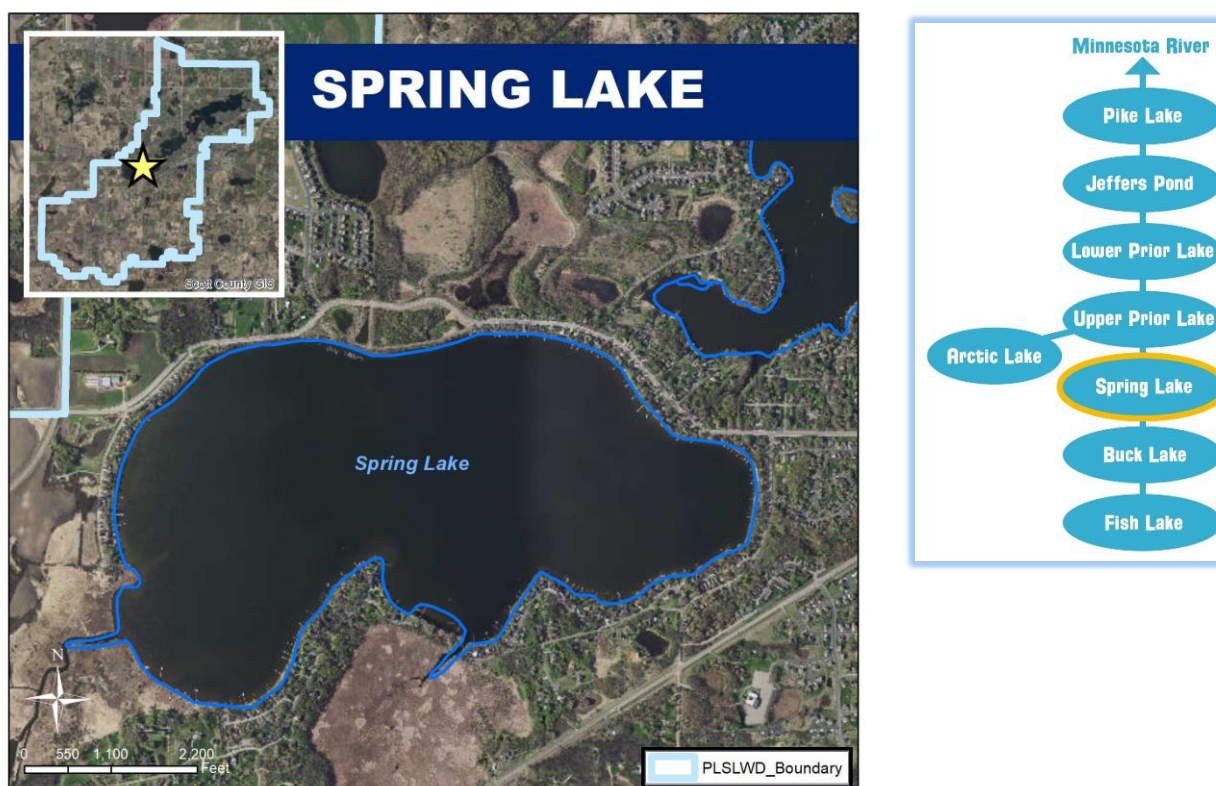 SPRING LAKE
Scott County GIS
Spring Lake
N
0 550 1,100 2,200
Feet
PLSLWD_Boundary
Minnesota River
Pike Lake
Jeffers Pond
Lower Prior Lake
Upper Prior Lake
Arctic Lake
Spring Lake
Buck Lake
Fish Lake